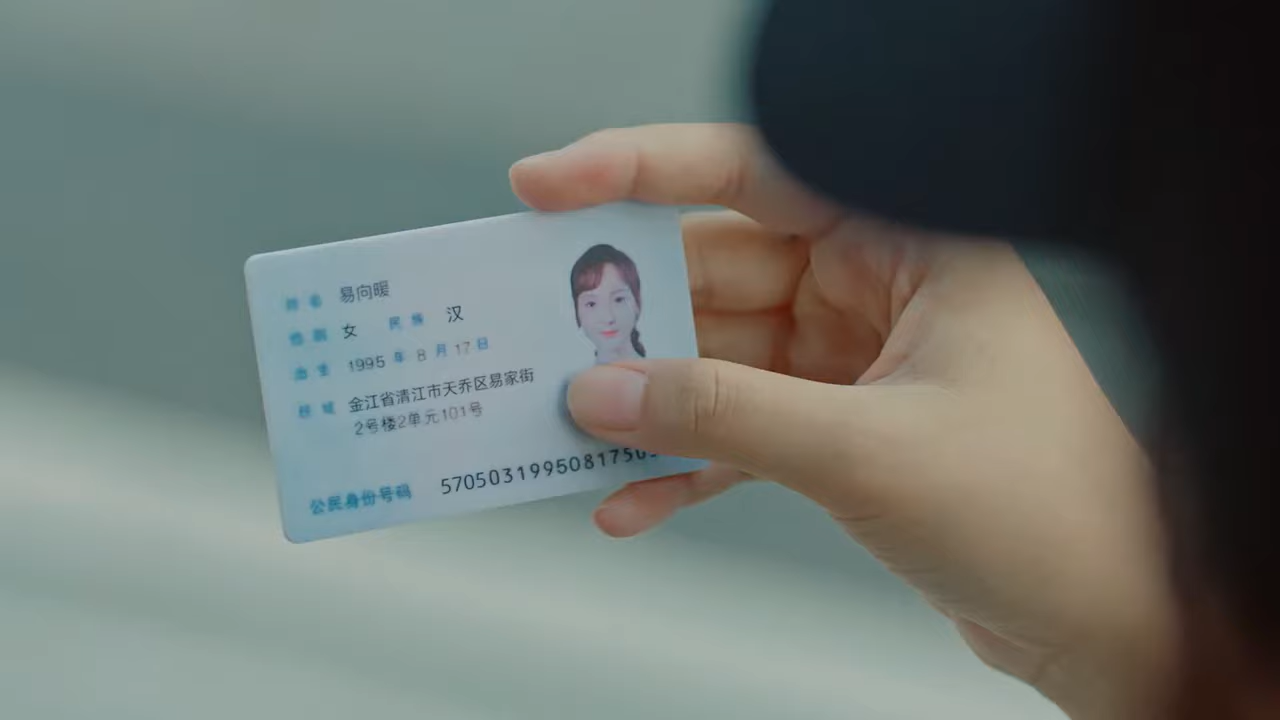 姓名 易向暖
性别 女 民族 汉
出生 1995 年 8 月 17 日
住址 金江省清江市天乔区易家街
2号楼2单元101号
公民身份号码 5705031995081750